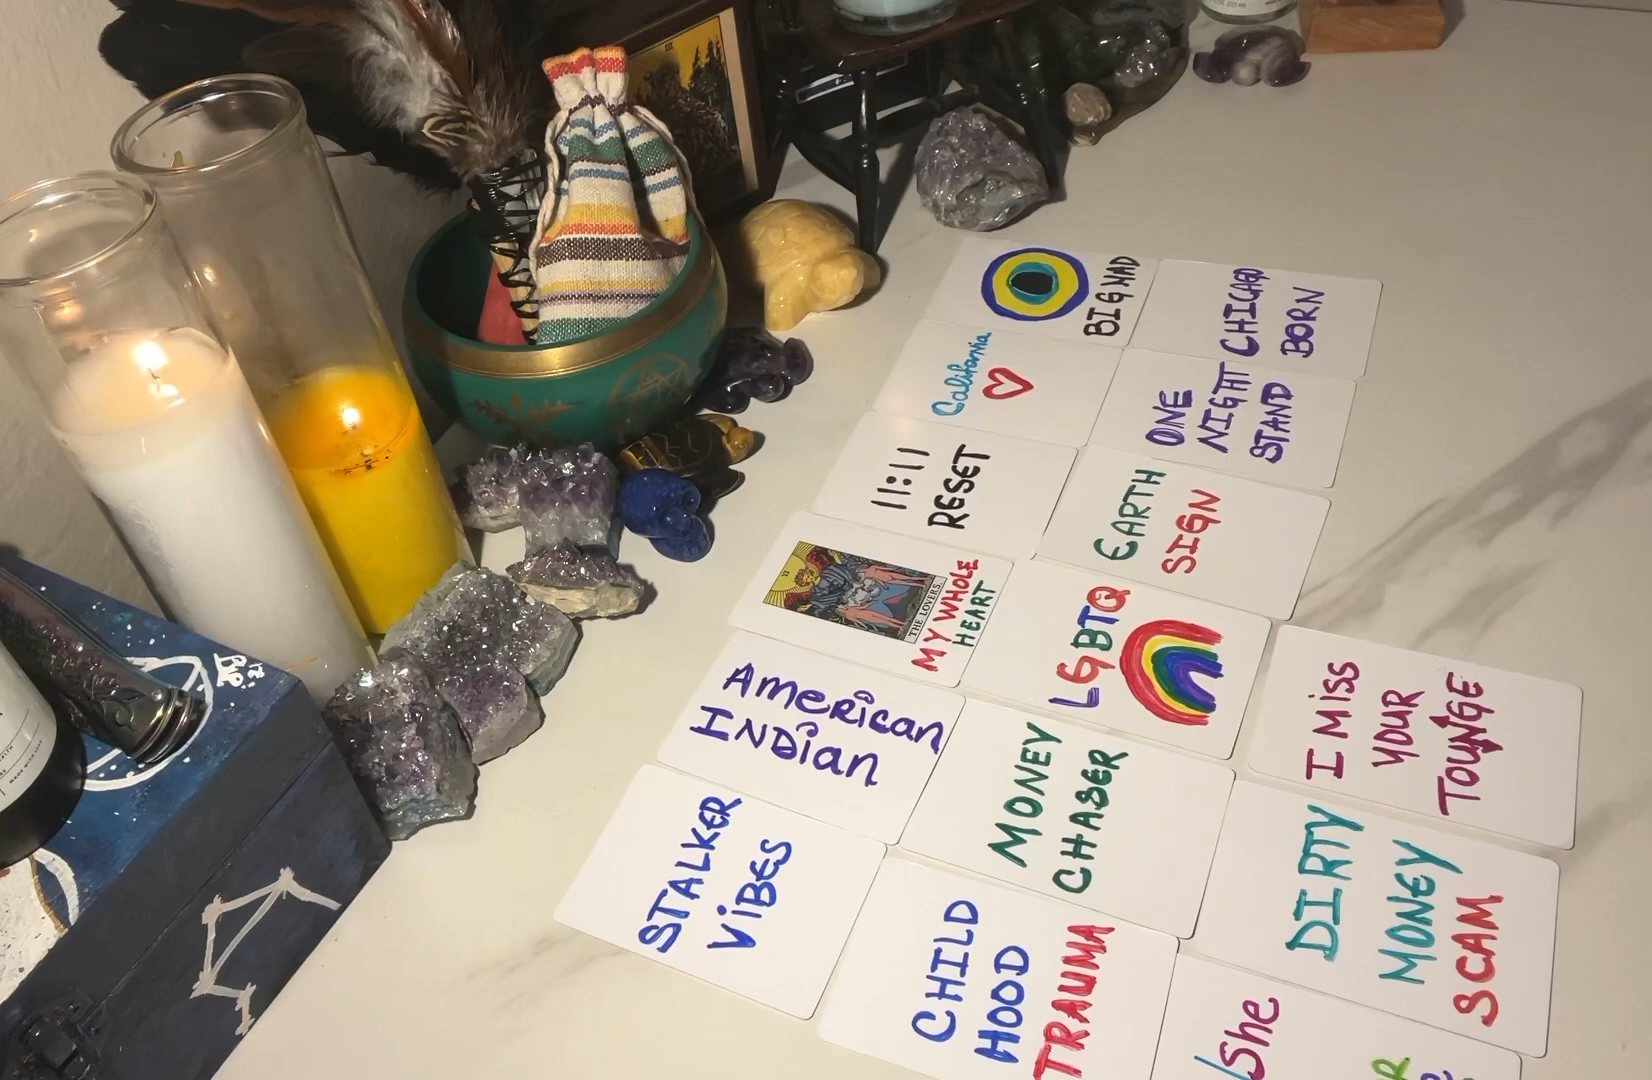 BIG MAD
CHICAGO
BORN
California
ONE
NIGHT
STAND
11:11
RESET
EARTH
SIGN
VI
THE LOVERS.
MY WHOLE
HEART
LGBTQ
I MiSS
YOUR
TOUNGE
AMeRican
INDian
MONEY
CHASER
DIRTY
MONEY
SCAM
STALKER
ViBES
CHILD
HOOD
TRAUMA
She